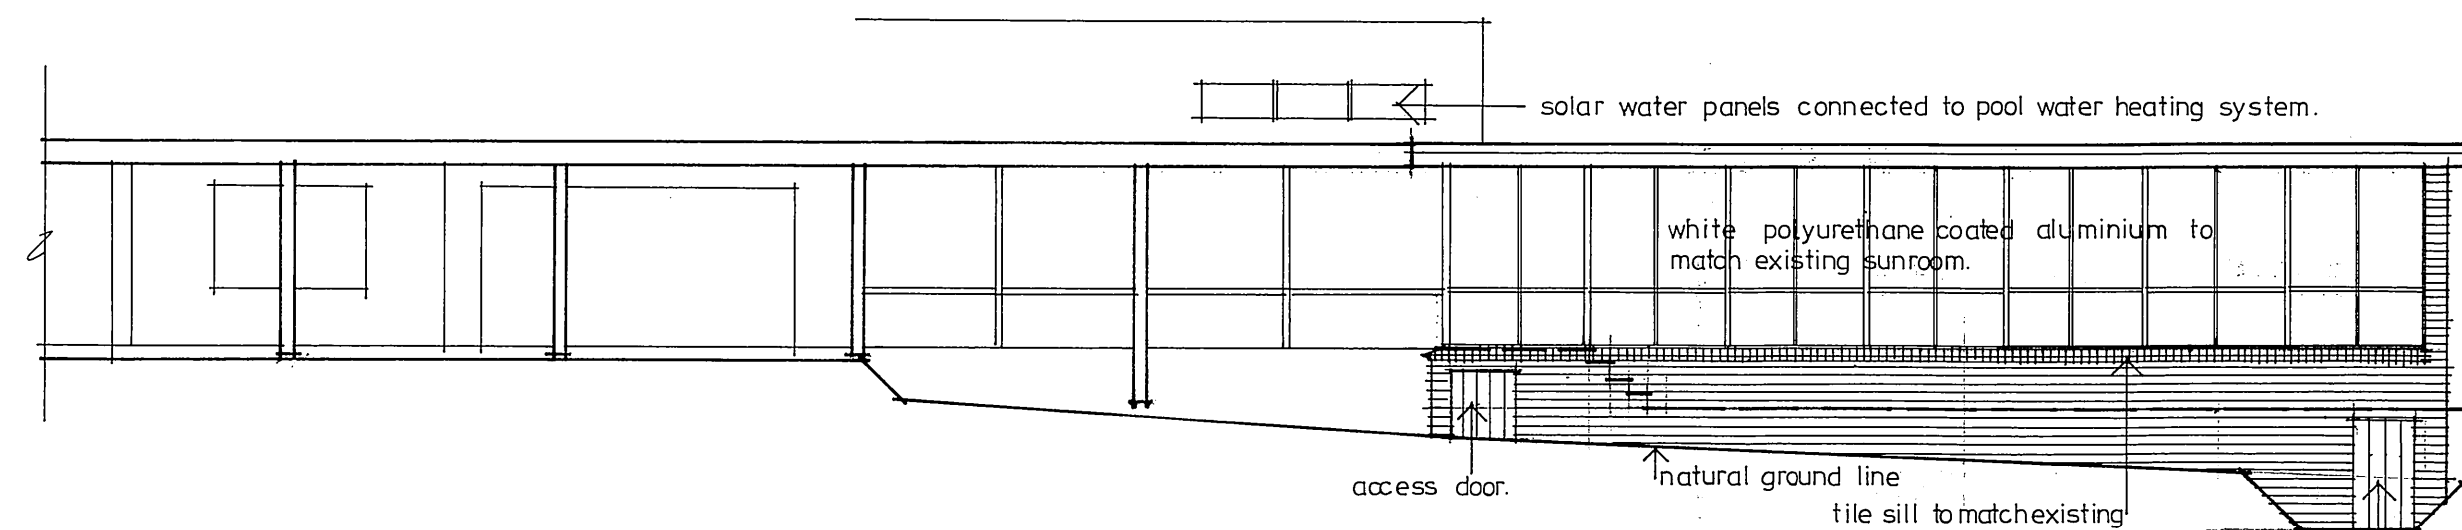 solar water panels connected to pool water heating system.
white polyurethane coated aluminium to
match existing sunroom.
access door.
natural ground line
tile sill to match existing